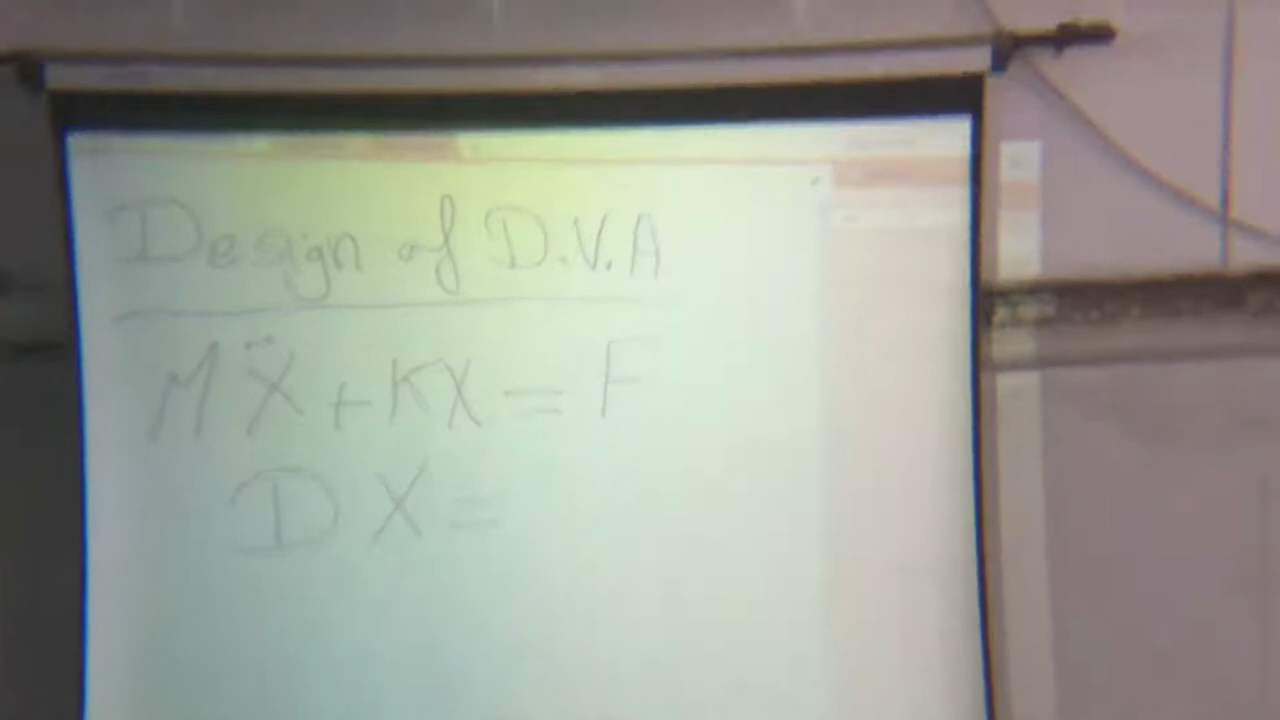 Design of D.V.A
MẌ + KX = F
DX =